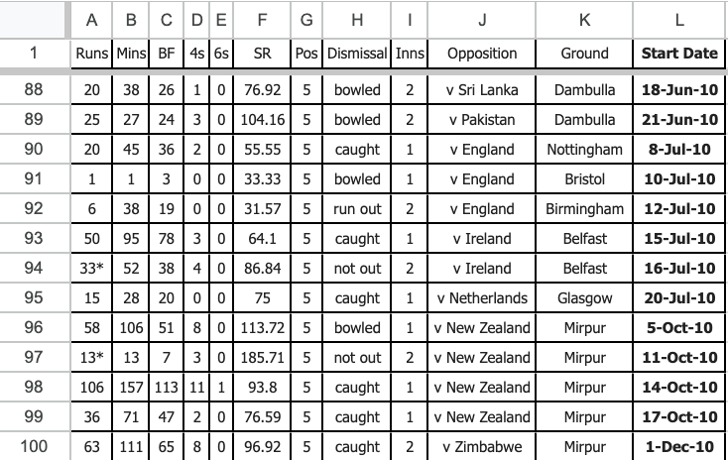 A B C D E F G H I J K L
1 Runs Mins BF 4s 6s SR Pos Dismissal Inns Opposition Ground Start Date
88 20 38 26 1 0 76.92 5 bowled 2 v Sri Lanka Dambulla 18-Jun-10
89 25 27 24 3 0 104.16 5 bowled 2 v Pakistan Dambulla 21-Jun-10
90 20 45 36 2 0 55.55 5 caught 1 v England Nottingham 8-Jul-10
91 1 1 3 0 0 33.33 5 bowled 1 v England Bristol 10-Jul-10
92 6 38 19 0 0 31.57 5 run out 2 v England Birmingham 12-Jul-10
93 50 95 78 3 0 64.1 5 caught 1 v Ireland Belfast 15-Jul-10
94 33* 52 38 4 0 86.84 5 not out 2 v Ireland Belfast 16-Jul-10
95 15 28 20 0 0 75 5 caught 1 v Netherlands Glasgow 20-Jul-10
96 58 106 51 8 0 113.72 5 bowled 1 v New Zealand Mirpur 5-Oct-10
97 13* 13 7 3 0 185.71 5 not out 2 v New Zealand Mirpur 11-Oct-10
98 106 157 113 11 1 93.8 5 caught 1 v New Zealand Mirpur 14-Oct-10
99 36 71 47 2 0 76.59 5 caught 1 v New Zealand Mirpur 17-Oct-10
100 63 111 65 8 0 96.92 5 caught 2 v Zimbabwe Mirpur 1-Dec-10